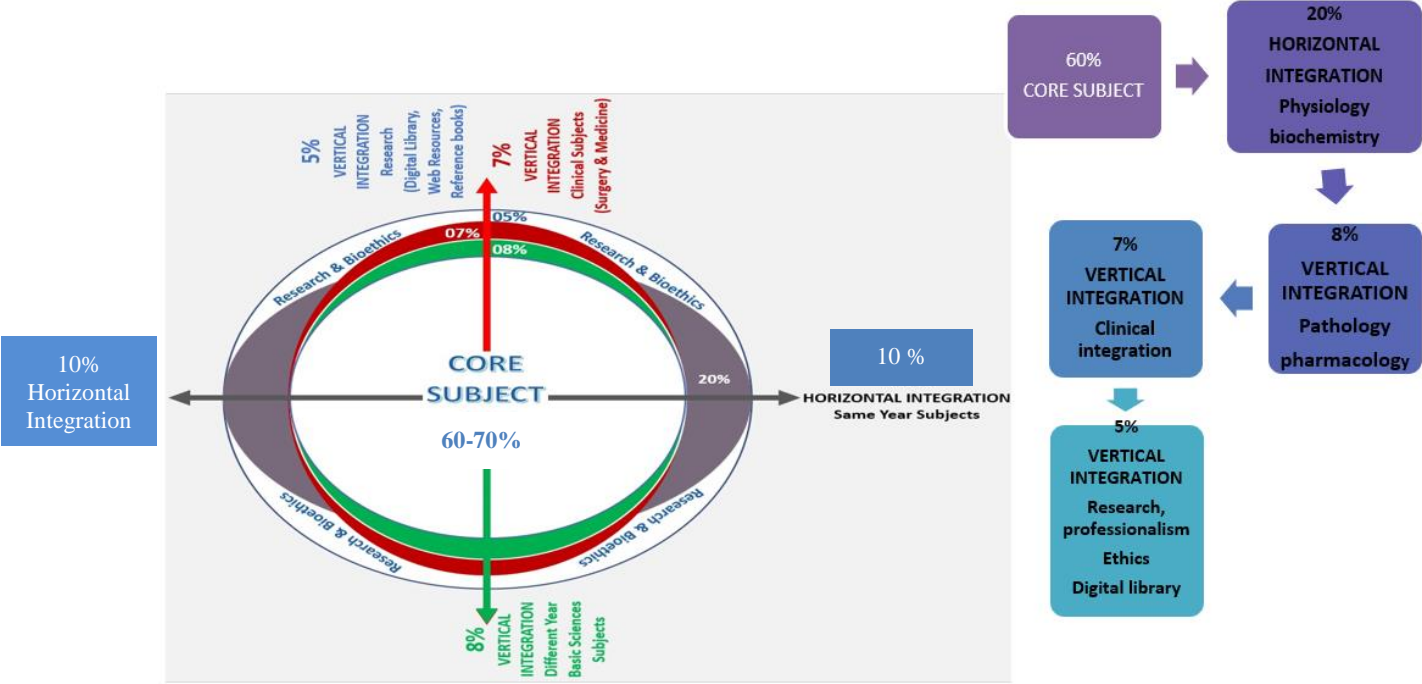 10%
Horizontal
Integration
5%
VERTICAL
INTEGRATION
Research
(Digital Library,
Web Resources,
Reference books)
7%
VERTICAL
INTEGRATION
Clinical Subjects
(Surgery & Medicine)
05%
07%
08%
Research & Bioethics
Research & Bioethics
CORE
SUBJECT
60-70%
20%
10 %
HORIZONTAL INTEGRATION
Same Year Subjects
Research & Bioethics
Research & Bioethics
8%
VERTICAL
INTEGRATION
Different Year
Basic Sciences
Subjects
60%
CORE SUBJECT
20%
HORIZONTAL
INTEGRATION
Physiology
biochemistry
8%
VERTICAL
INTEGRATION
Pathology
pharmacology
7%
VERTICAL
INTEGRATION
Clinical
integration
5%
VERTICAL
INTEGRATION
Research,
professionalism
Ethics
Digital library